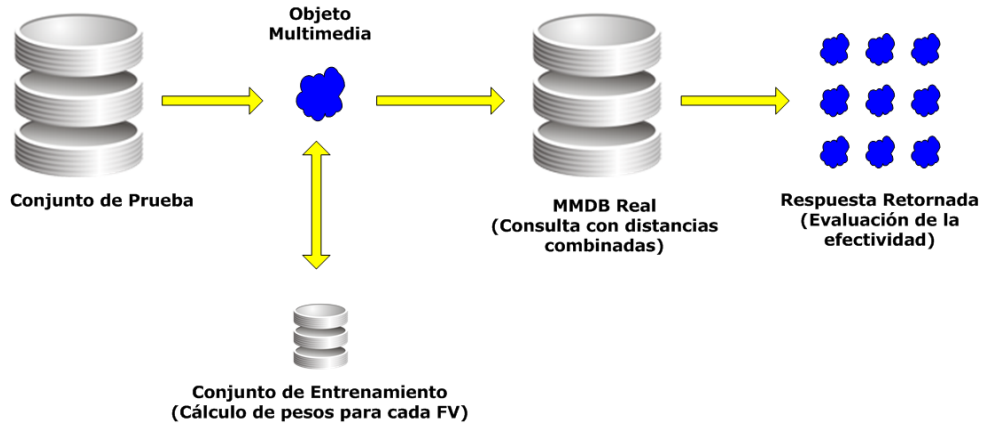 Objeto
Multimedia
Conjunto de Prueba
MMDB Real
(Consulta con distancias
combinadas)
Respuesta Retornada
(Evaluación de la
efectividad)
Conjunto de Entrenamiento
(Cálculo de pesos para cada FV)